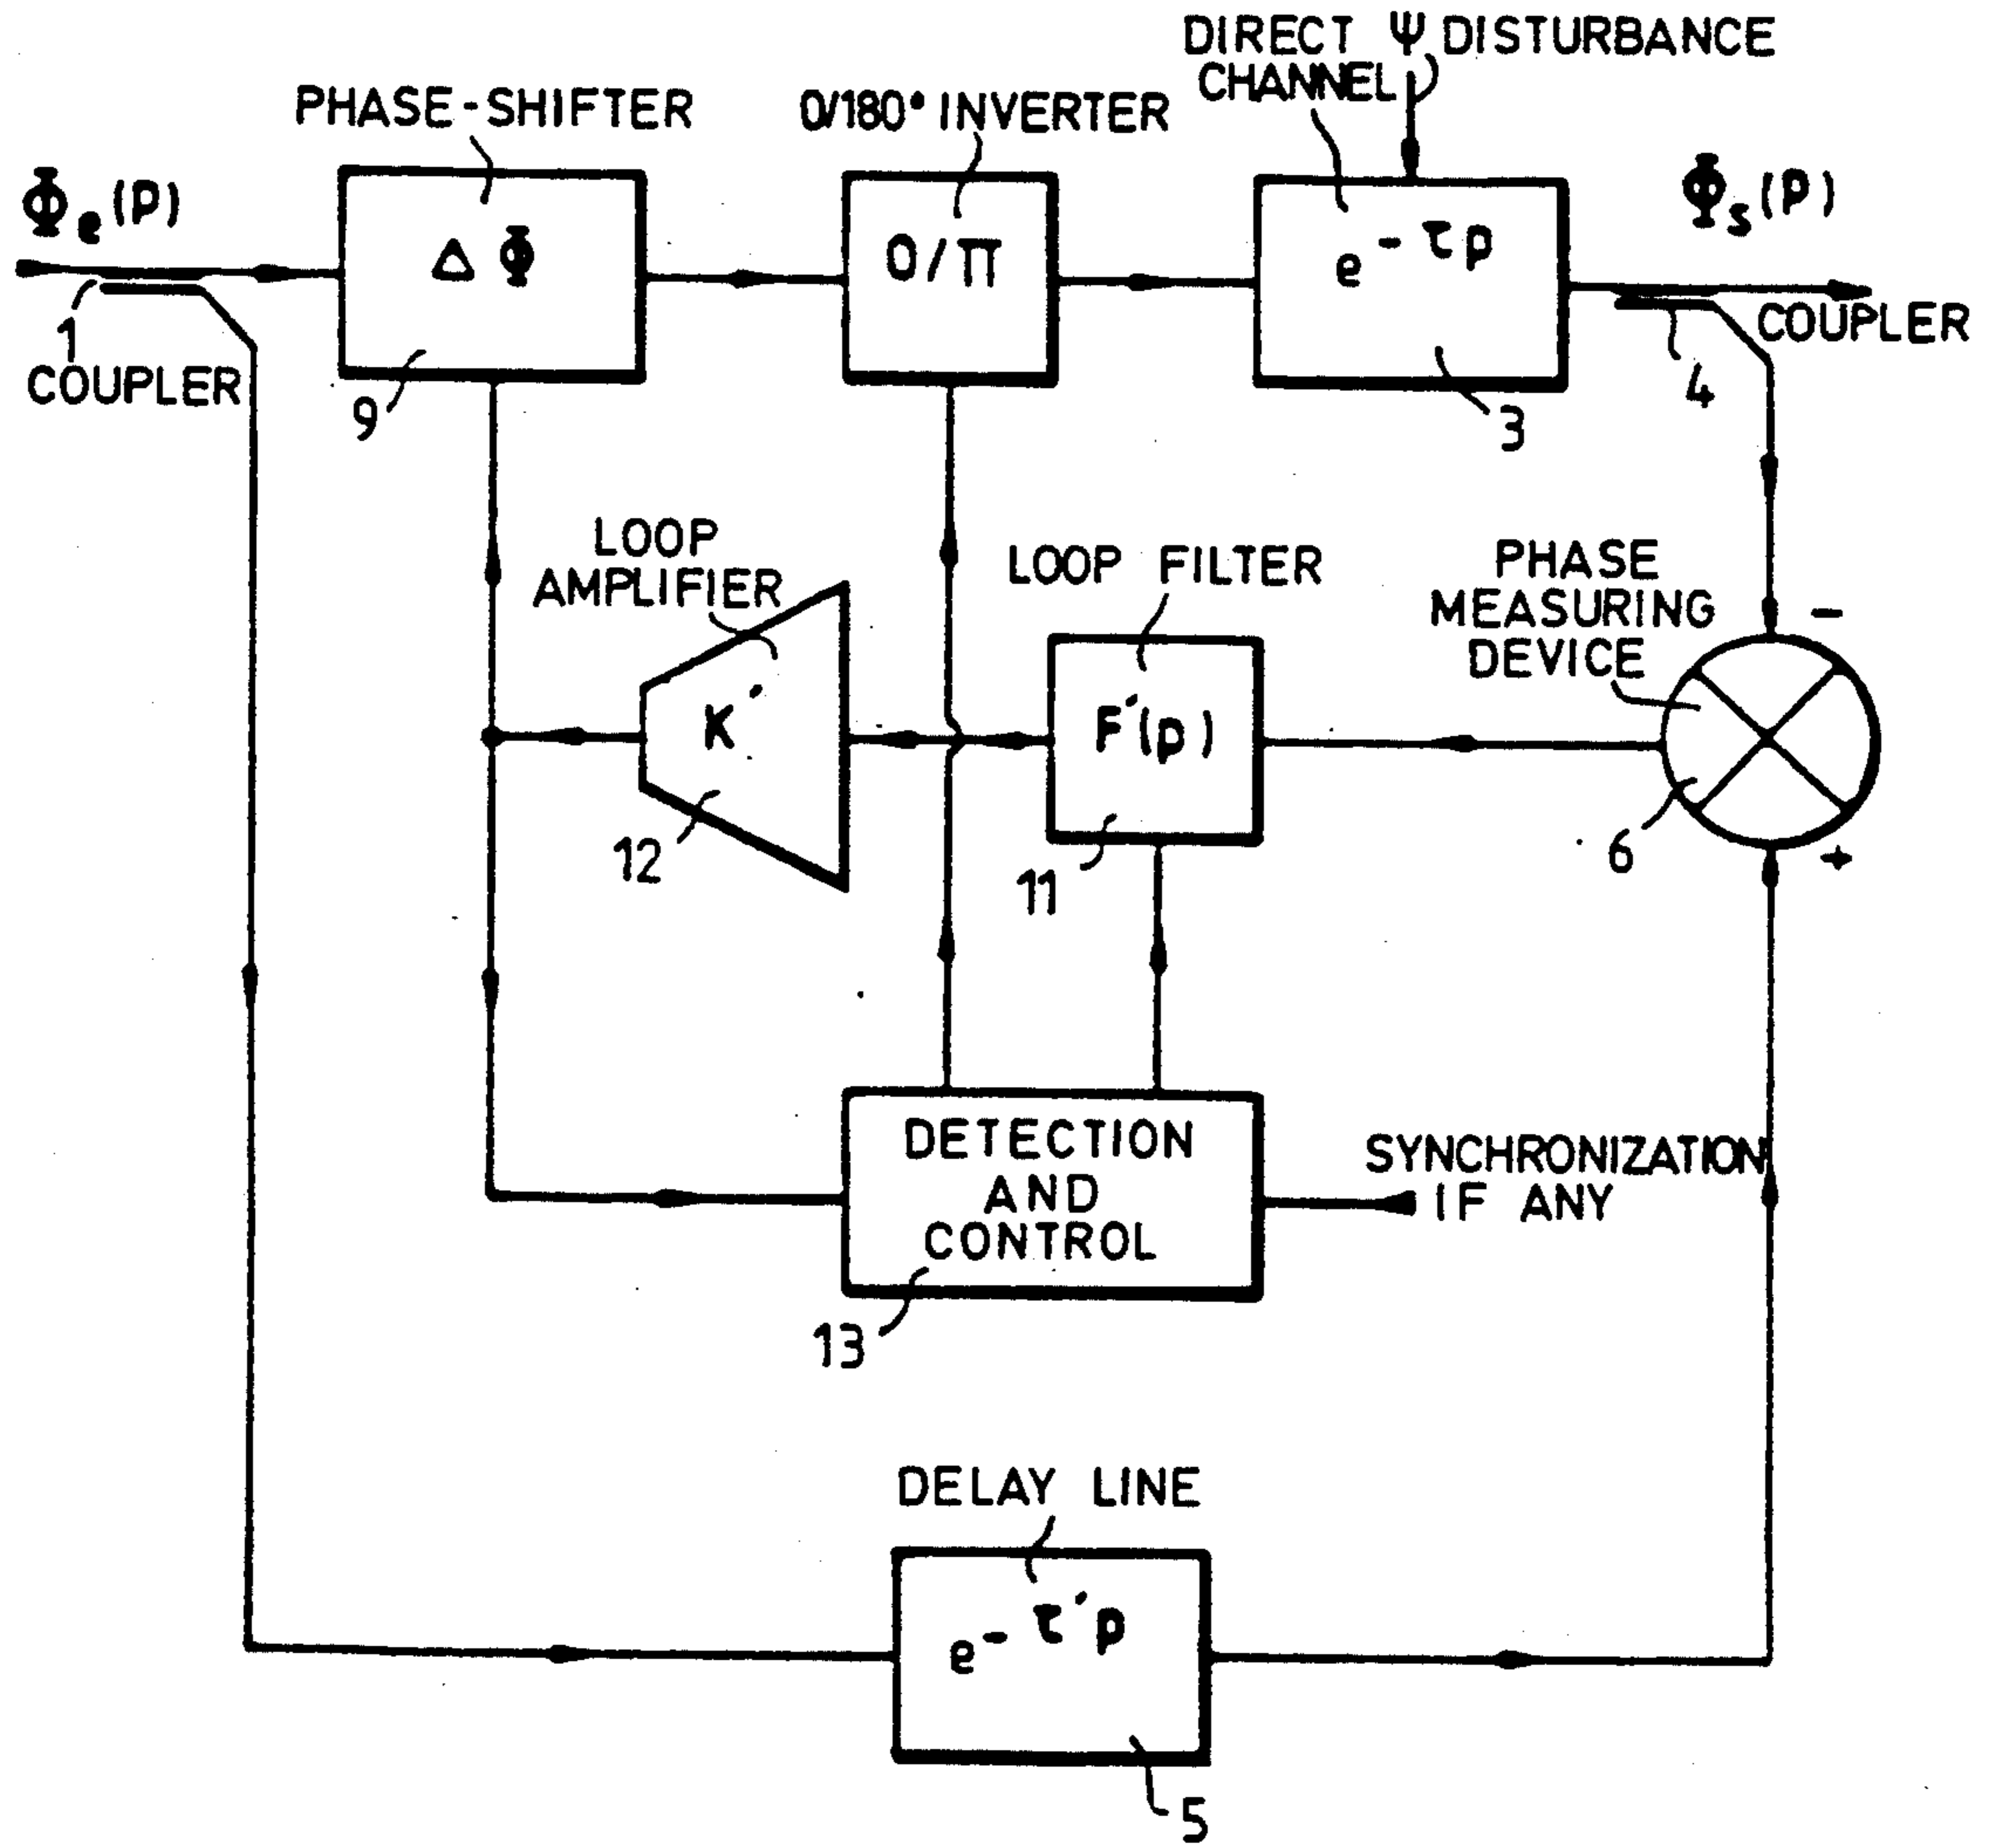 DIRECT Ψ DISTURBANCE
CHANNEL
PHASE-SHIFTER
0/180° INVERTER
Φe(p)
ΔΦ
0/π
e-τp
Φs(p)
1
COUPLER
9
3
COUPLER
4
LOOP
AMPLIFIER
LOOP FILTER
PHASE
MEASURING
DEVICE
-
K'
F'(p)
12
11
6
+
DETECTION
AND
CONTROL
SYNCHRONIZATION
IF ANY
13
DELAY LINE
e-τ'p
5